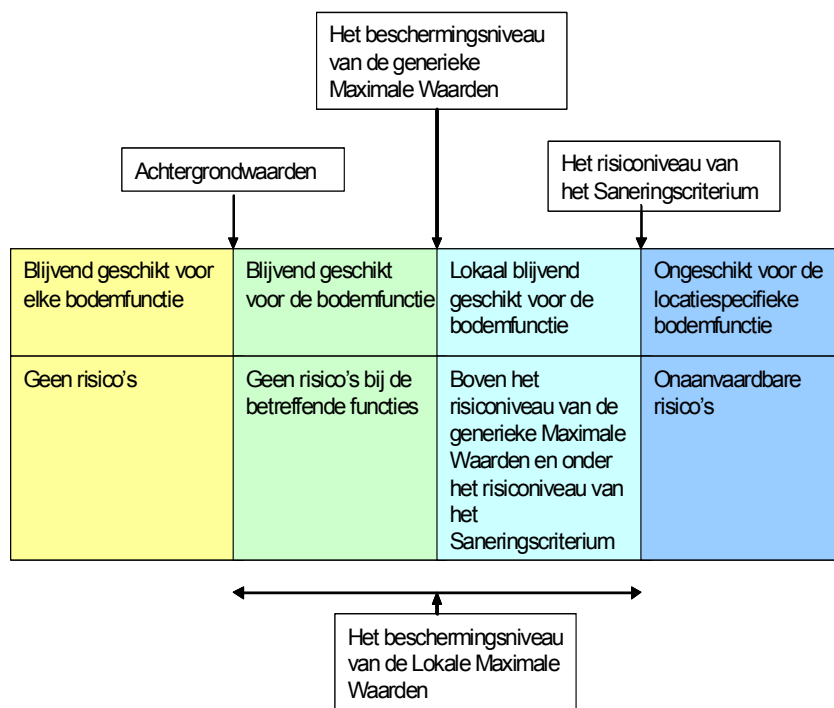 Het beschermingsniveau
van de generieke
Maximale Waarden
Achtergrondwaarden
Het risiconiveau van
het Saneringscriterium
Blijvend geschikt voor
elke bodemfunctie
Blijvend geschikt
voor de bodemfunctie
Lokaal blijvend
geschikt voor de
bodemfunctie
Ongeschikt voor de
locatiespecifieke
bodemfunctie
Geen risico's
Geen risico's bij de
betreffende functies
Boven het
risiconiveau van de
generieke Maximale
Waarden en onder
het risiconiveau van
het
Saneringscriterium
Onaanvaardbare
risico's
Het beschermingsniveau
van de Lokale Maximale
Waarden